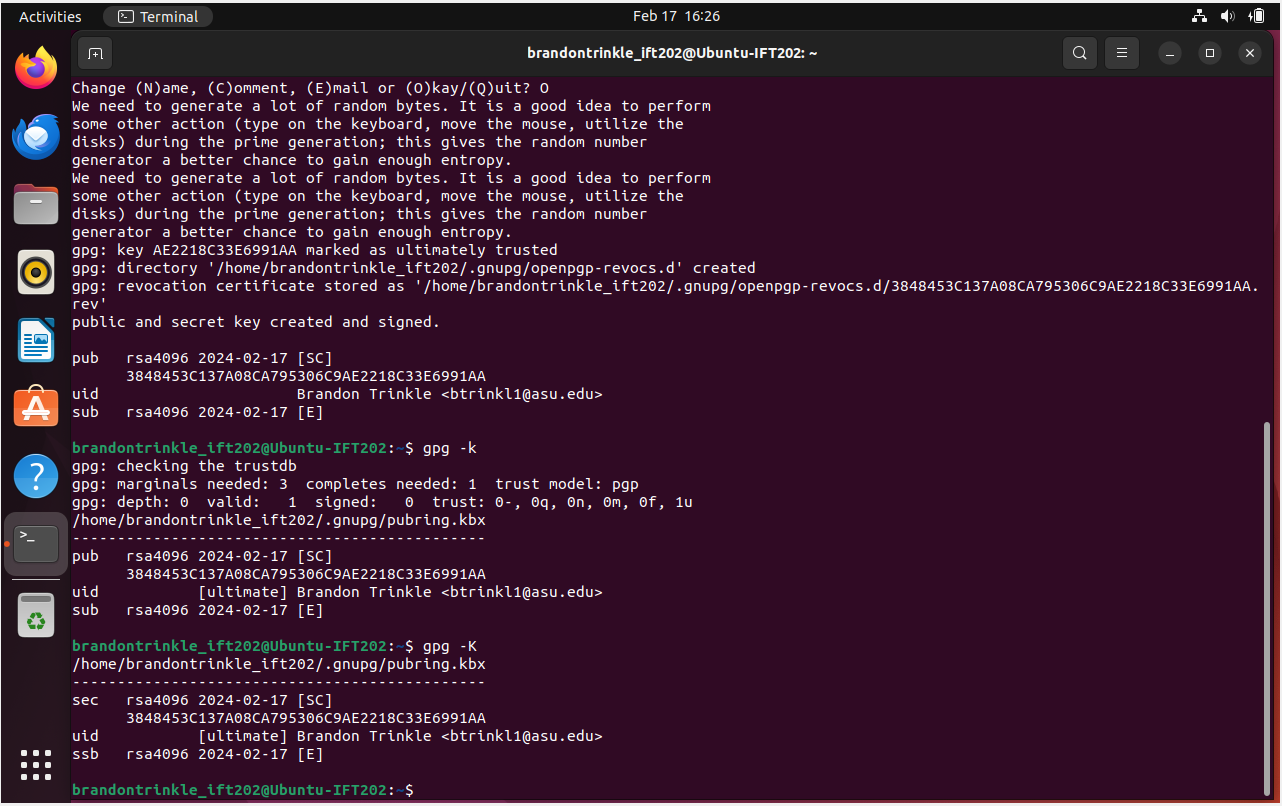 Activities
Terminal
Feb 17 16:26
brandontrinkle_ift202@Ubuntu-IFT202: ~
Change (N)ame, (C)omment, (E)mail or (O)kay/(Q)uit? O
We need to generate a lot of random bytes. It is a good idea to perform
some other action (type on the keyboard, move the mouse, utilize the
disks) during the prime generation; this gives the random number
generator a better chance to gain enough entropy.
We need to generate a lot of random bytes. It is a good idea to perform
some other action (type on the keyboard, move the mouse, utilize the
disks) during the prime generation; this gives the random number
generator a better chance to gain enough entropy.
gpg: key AE2218C33E6991AA marked as ultimately trusted
gpg: directory '/home/brandontrinkle_ift202/.gnupg/openpgp-revocs.d' created
gpg: revocation certificate stored as '/home/brandontrinkle_ift202/.gnupg/openpgp-revocs.d/3848453C137A08CA795306C9AE2218C33E6991AA.
rev'
public and secret key created and signed.
pub   rsa4096 2024-02-17 [SC]
      3848453C137A08CA795306C9AE2218C33E6991AA
uid                      Brandon Trinkle <btrinkl1@asu.edu>
sub   rsa4096 2024-02-17 [E]
brandontrinkle_ift202@Ubuntu-IFT202:~$ gpg -k
gpg: checking the trustdb
gpg: marginals needed: 3  completes needed: 1  trust model: pgp
gpg: depth: 0  valid:   1  signed:   0  trust: 0-, 0q, 0n, 0m, 0f, 1u
/home/brandontrinkle_ift202/.gnupg/pubring.kbx
----------------------------------------------
pub   rsa4096 2024-02-17 [SC]
      3848453C137A08CA795306C9AE2218C33E6991AA
uid           [ultimate] Brandon Trinkle <btrinkl1@asu.edu>
sub   rsa4096 2024-02-17 [E]
brandontrinkle_ift202@Ubuntu-IFT202:~$ gpg -K
/home/brandontrinkle_ift202/.gnupg/pubring.kbx
----------------------------------------------
sec   rsa4096 2024-02-17 [SC]
      3848453C137A08CA795306C9AE2218C33E6991AA
uid           [ultimate] Brandon Trinkle <btrinkl1@asu.edu>
ssb   rsa4096 2024-02-17 [E]
brandontrinkle_ift202@Ubuntu-IFT202:~$